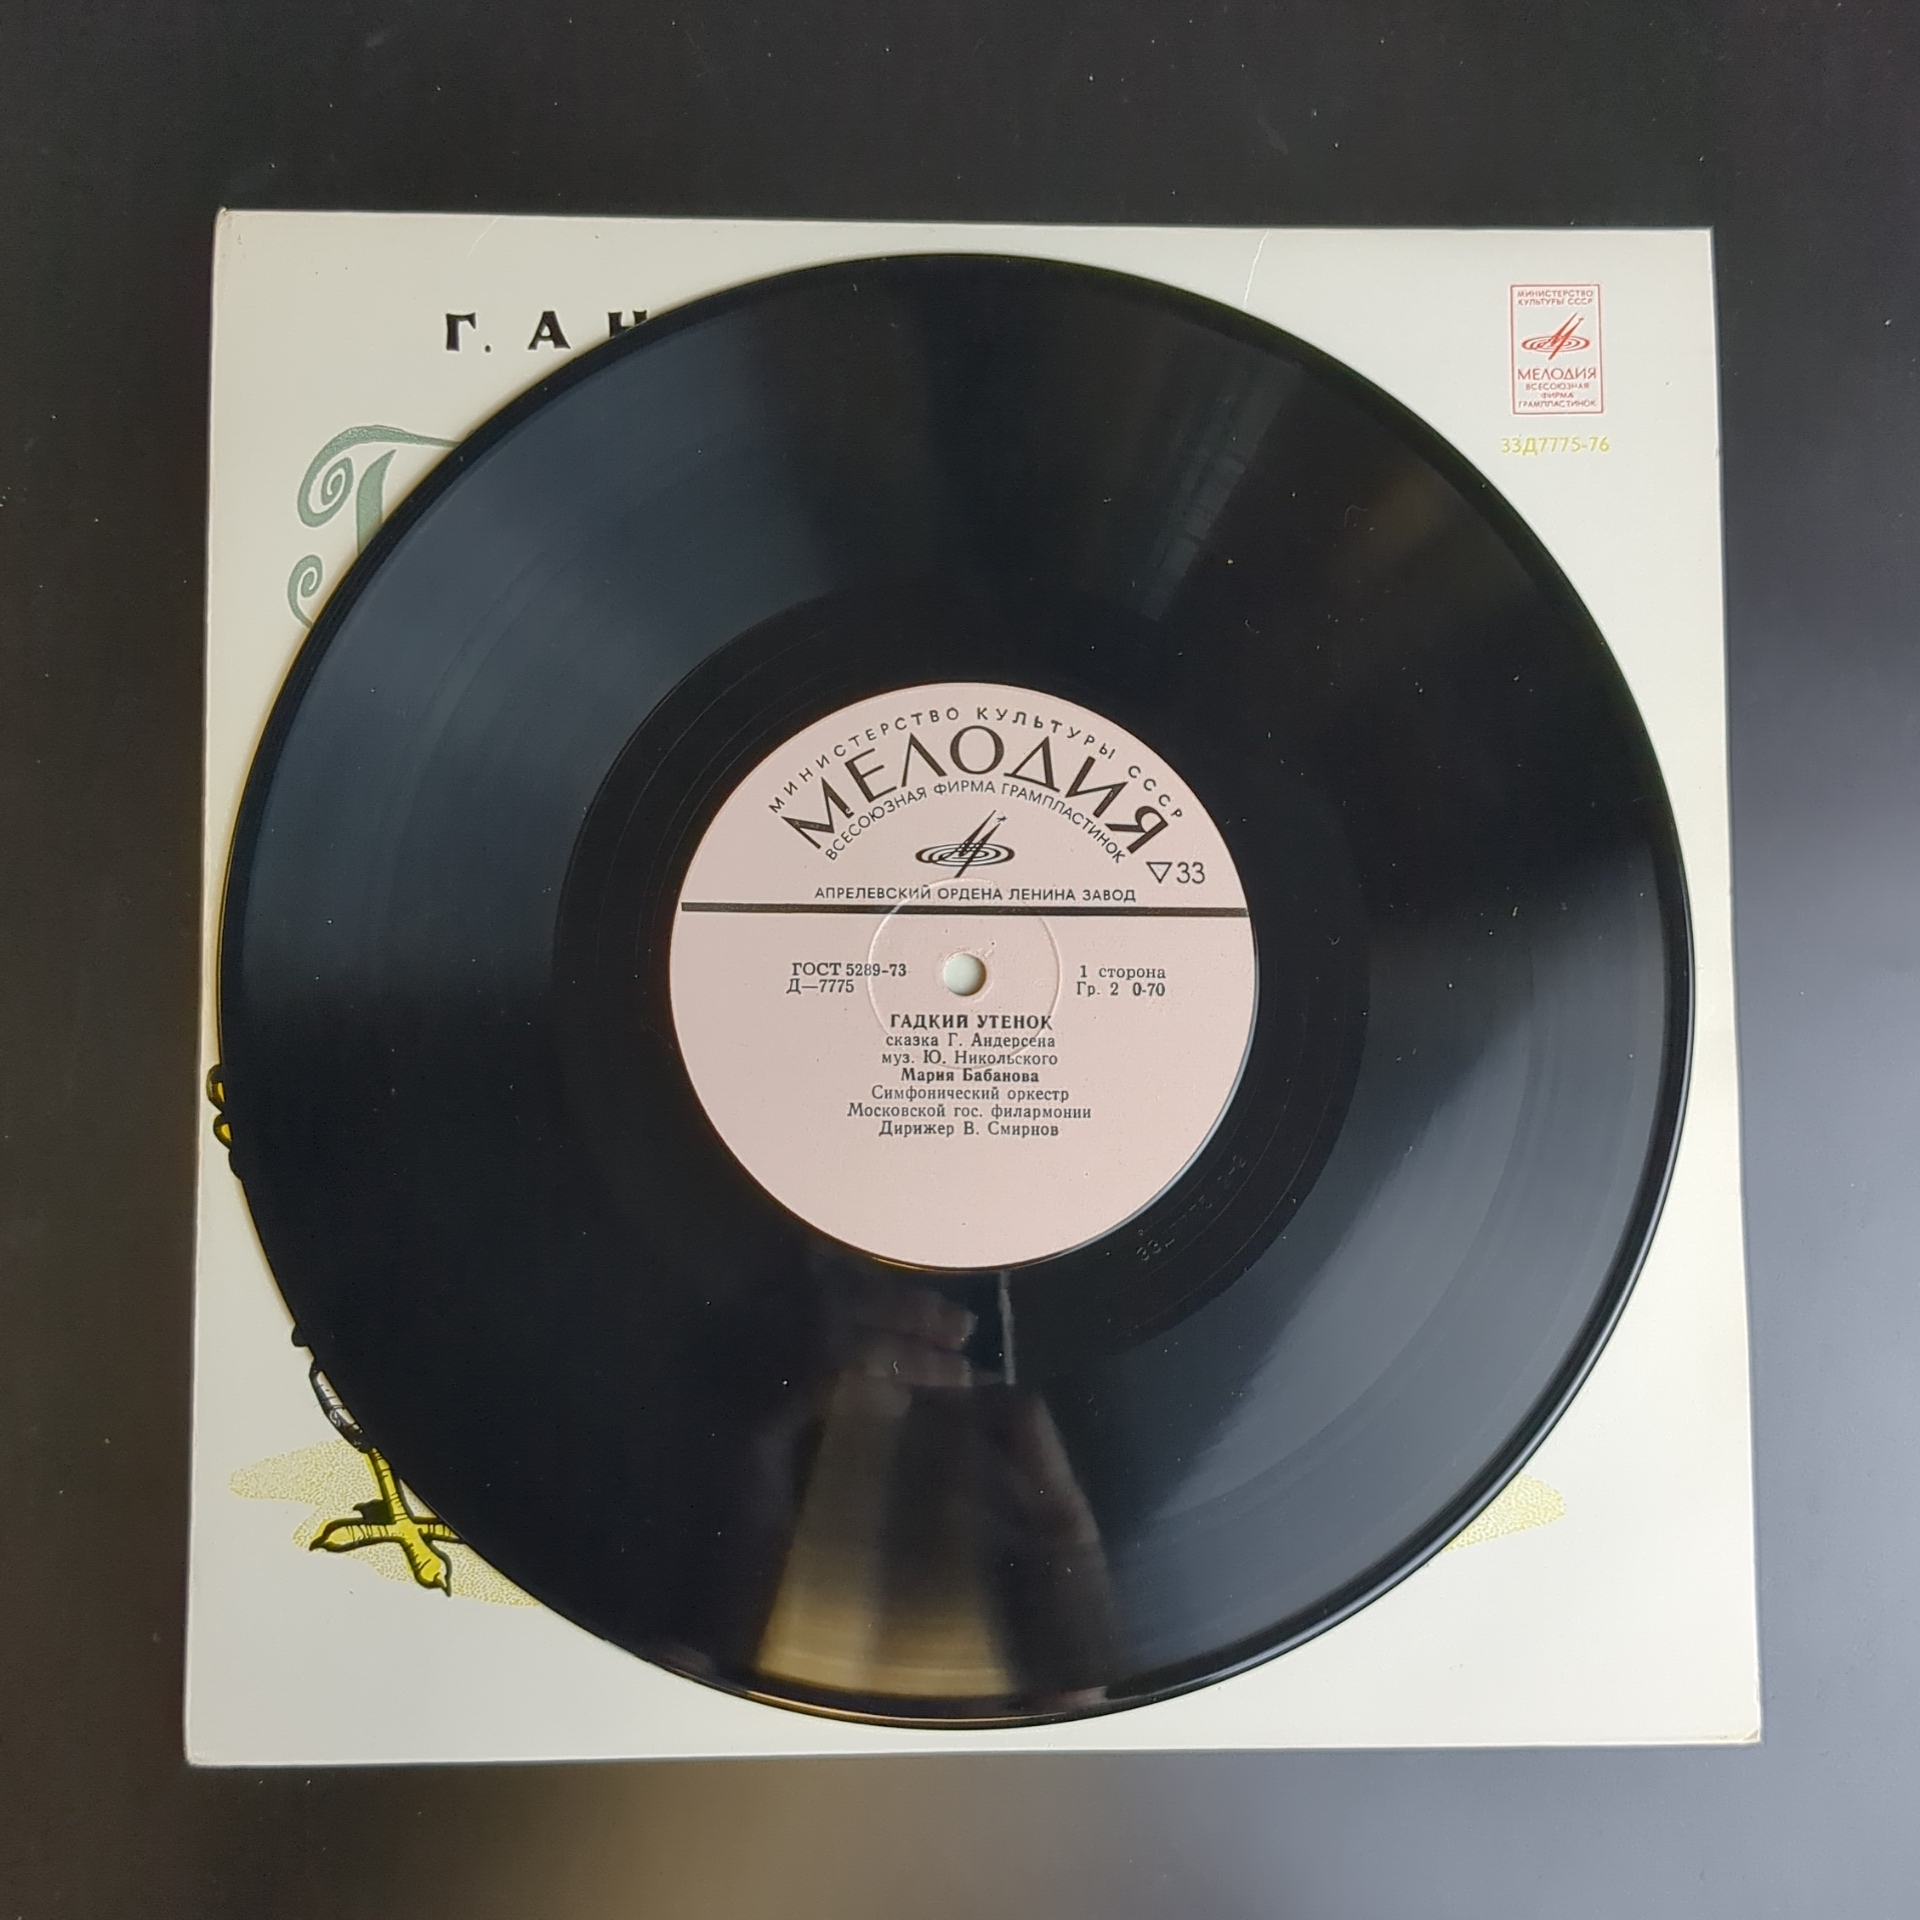 Г. АН
МИНИСТЕРСТВО
КУЛЬТУРЫ СССР
МЕЛОДИЯ
ВСЕСОЮЗНАЯ
ФИРМА
ГРАМПЛАСТИНОК
33Д7775-76
МИНИСТЕРСТВО КУЛЬТУРЫ СССР
МЕЛОДИЯ
ВСЕСОЮЗНАЯ ФИРМА ГРАМПЛАСТИНОК
▽33
АПРЕЛЕВСКИЙ ОРДЕНА ЛЕНИНА ЗАВОД
ГОСТ 5289-73
Д—7775
1 сторона
Гр. 2 0-70
ГАДКИЙ УТЕНОК
сказка Г. Андерсена
муз. Ю. Никольского
Мария Бабанова
Симфонический оркестр
Московской гос. филармонии
Дирижер В. Смирнов